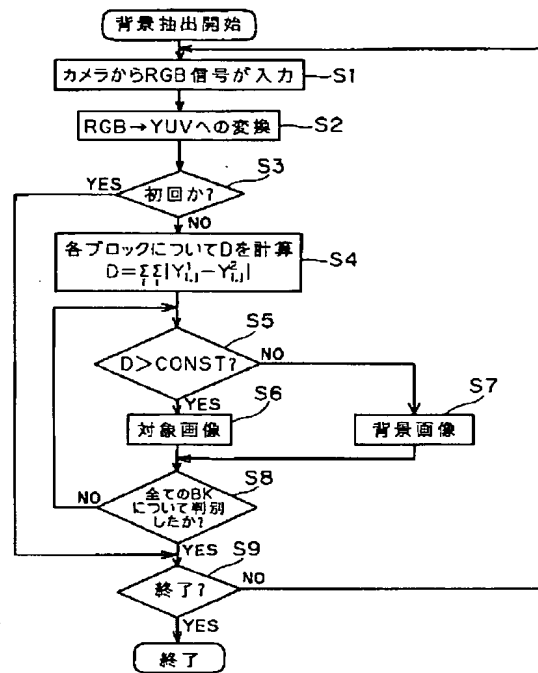 背景抽出開始
カメラからRGB信号が入力
S1
RGB→YUVへの変換
S2
S3
YES
初回か?
NO
各ブロックについてDを計算
D=ΣΣ|Y¹i,j−Y²i,j|
i j
S4
S5
D>CONST?
NO
YES
S6
対象画像
S7
背景画像
S8
NO
全てのBK
について判別
したか?
YES
S9
終了?
NO
YES
終了